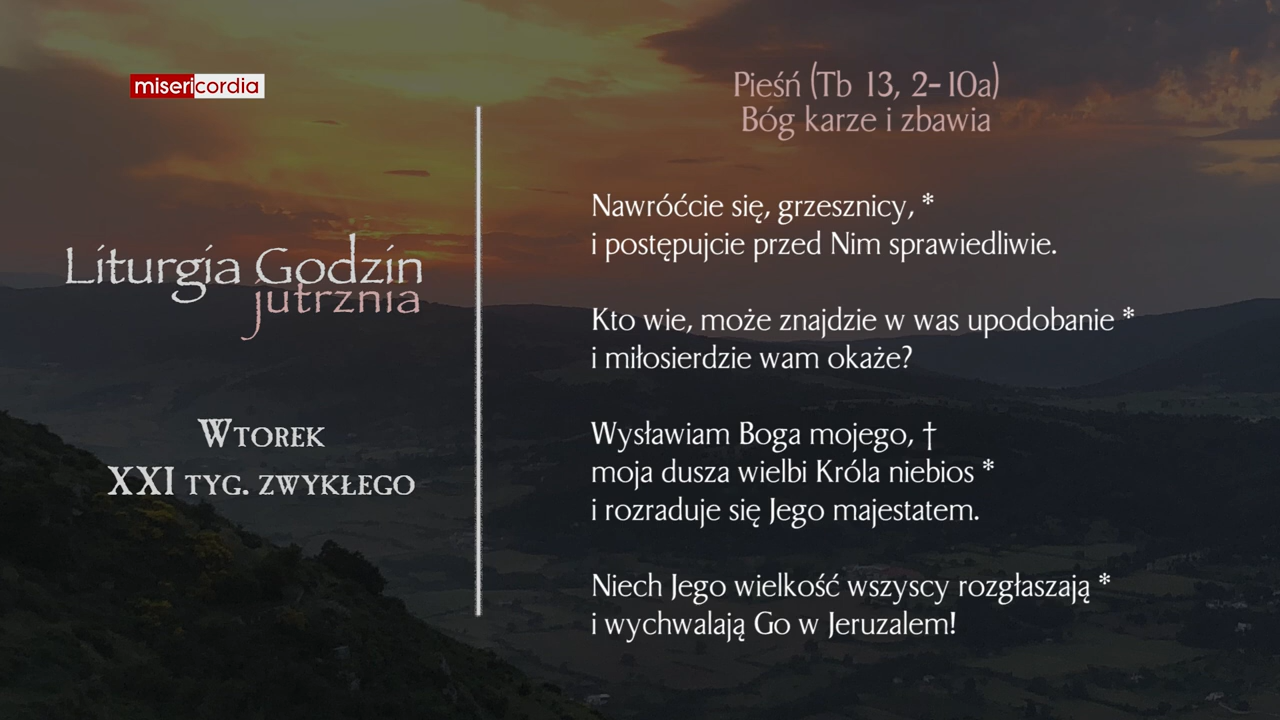 misericordia
Liturgia Godzin
jutrznia
Wtorek
XXI tyg. zwykłego
Pieśń (Tb 13, 2-10a)
Bóg karze i zbawia
Nawróćcie się, grzesznicy, *
i postępujcie przed Nim sprawiedliwie.
Kto wie, może znajdzie w was upodobanie *
i miłosierdzie wam okaże?
Wysławiam Boga mojego, †
moja dusza wielbi Króla niebios *
i rozraduje się Jego majestatem.
Niech Jego wielkość wszyscy rozgłaszają *
i wychwalają Go w Jeruzalem!